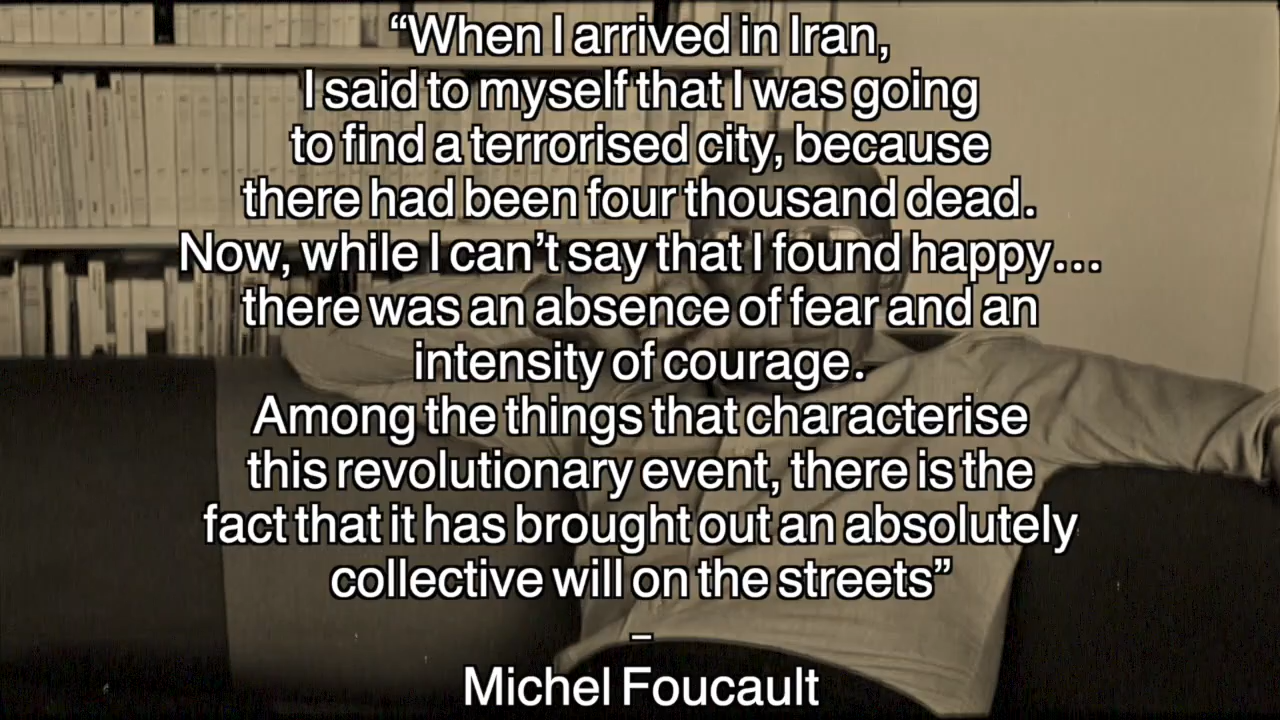 “When I arrived in Iran,
I said to myself that I was going
to find a terrorised city, because
there had been four thousand dead.
Now, while I can’t say that I found happy…
there was an absence of fear and an
intensity of courage.
Among the things that characterise
this revolutionary event, there is the
fact that it has brought out an absolutely
collective will on the streets”
–
Michel Foucault